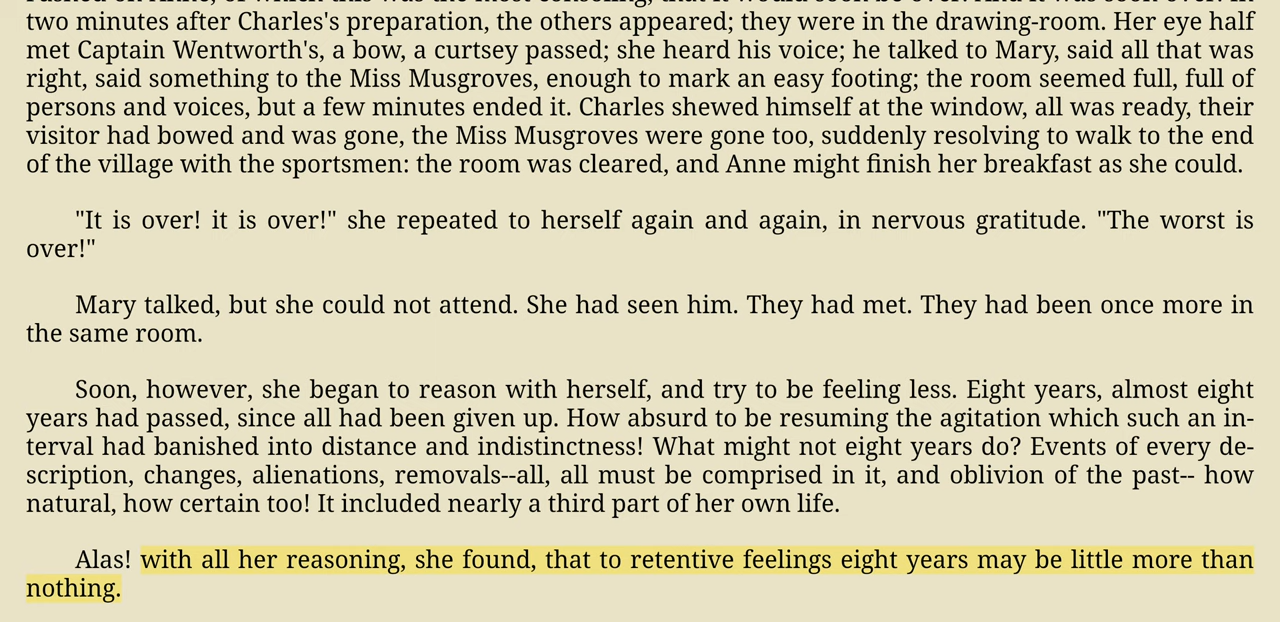 two minutes after Charles's preparation, the others appeared; they were in the drawing-room. Her eye half
met Captain Wentworth's, a bow, a curtsey passed; she heard his voice; he talked to Mary, said all that was
right, said something to the Miss Musgroves, enough to mark an easy footing; the room seemed full, full of
persons and voices, but a few minutes ended it. Charles shewed himself at the window, all was ready, their
visitor had bowed and was gone, the Miss Musgroves were gone too, suddenly resolving to walk to the end
of the village with the sportsmen: the room was cleared, and Anne might finish her breakfast as she could.
"It is over! it is over!" she repeated to herself again and again, in nervous gratitude. "The worst is
over!"
Mary talked, but she could not attend. She had seen him. They had met. They had been once more in
the same room.
Soon, however, she began to reason with herself, and try to be feeling less. Eight years, almost eight
years had passed, since all had been given up. How absurd to be resuming the agitation which such an in-
terval had banished into distance and indistinctness! What might not eight years do? Events of every de-
scription, changes, alienations, removals--all, all must be comprised in it, and oblivion of the past-- how
natural, how certain too! It included nearly a third part of her own life.
Alas! with all her reasoning, she found, that to retentive feelings eight years may be little more than
nothing.